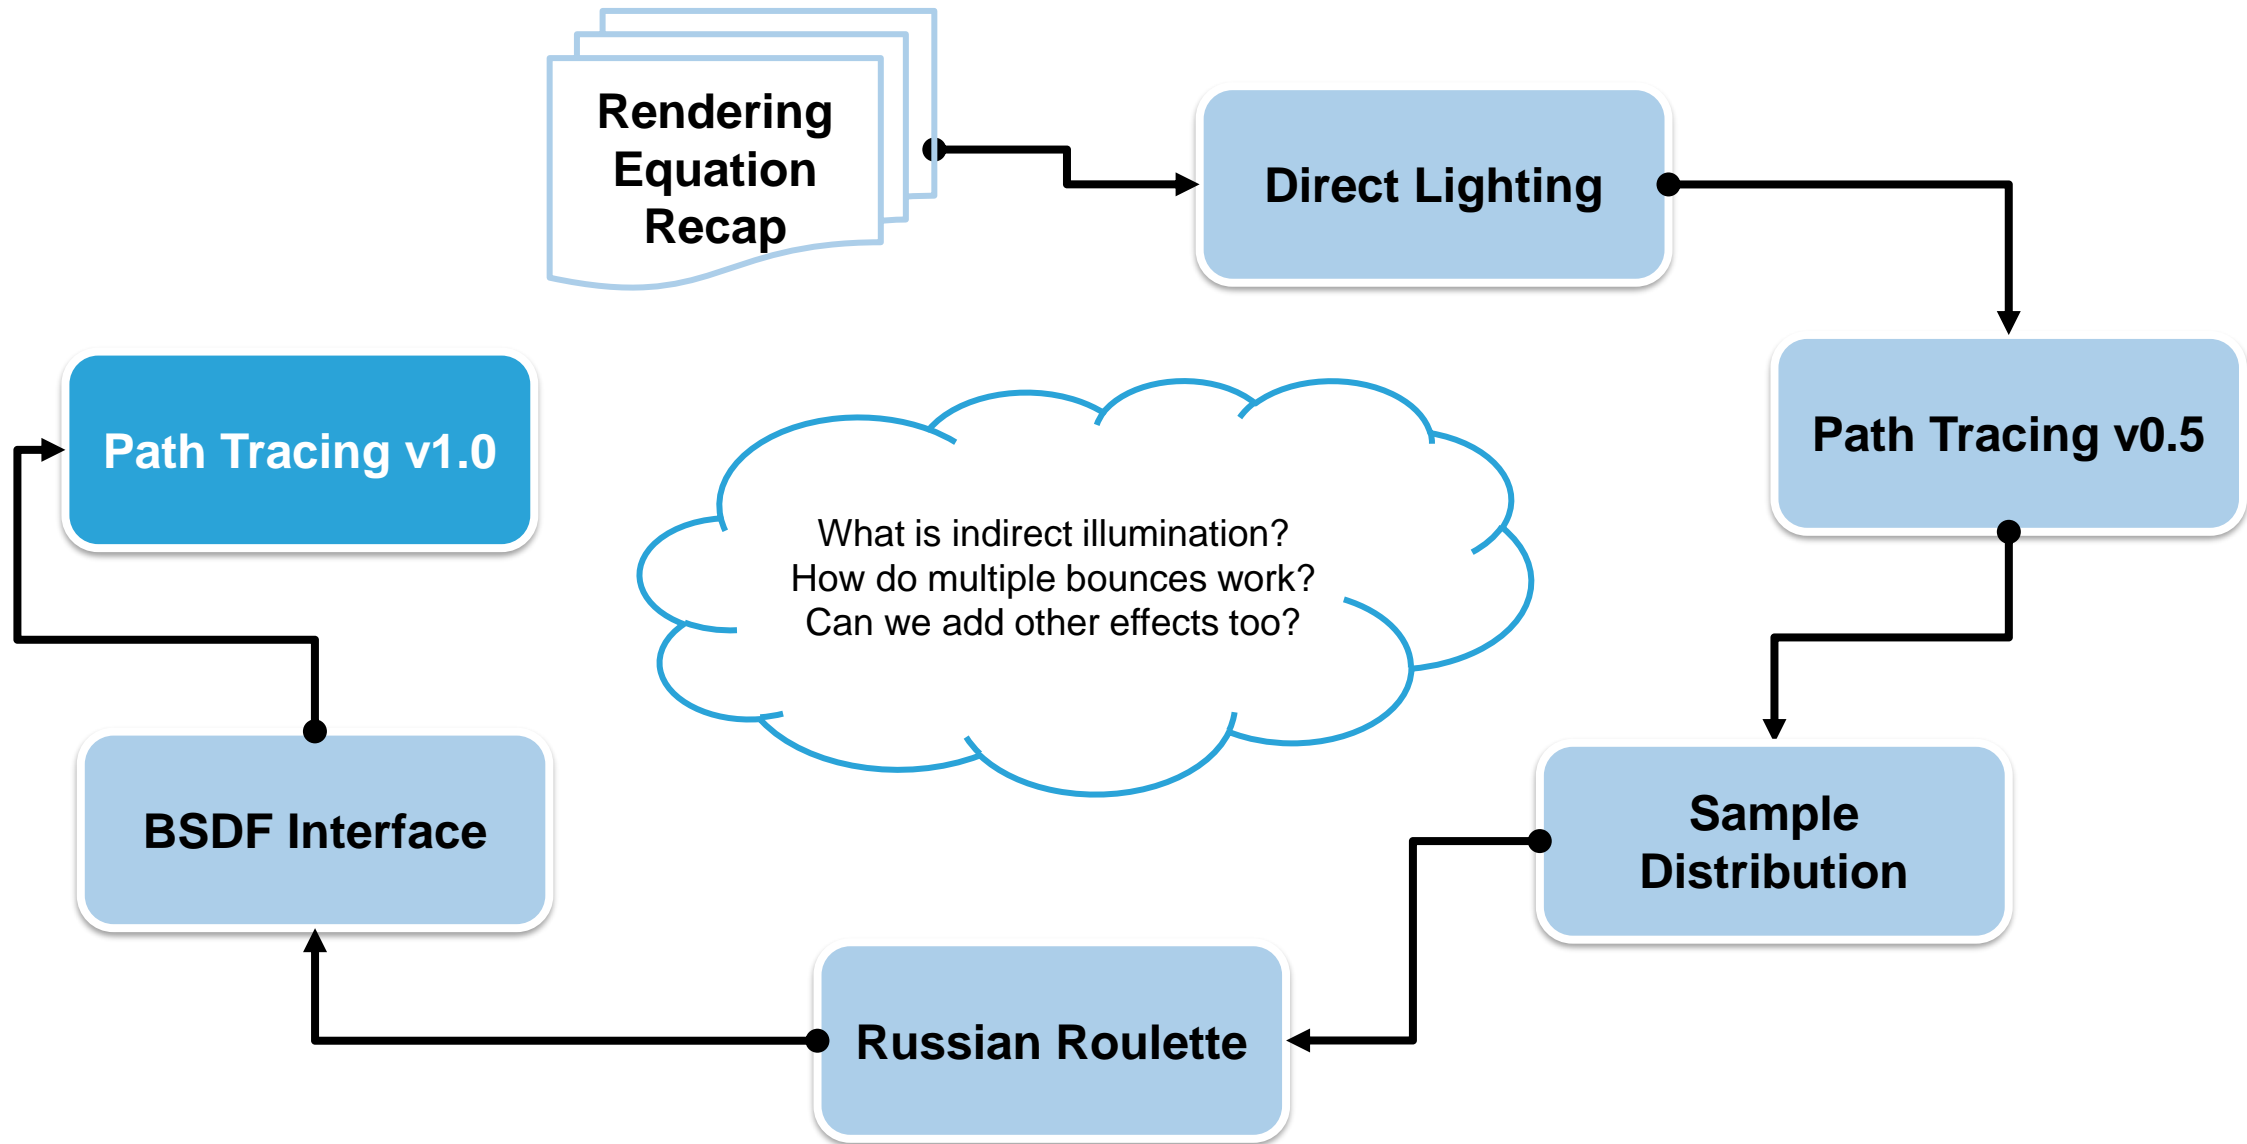 Rendering
Equation
Recap
Direct Lighting
Path Tracing v1.0
Path Tracing v0.5
What is indirect illumination?
How do multiple bounces work?
Can we add other effects too?
BSDF Interface
Sample
Distribution
Russian Roulette